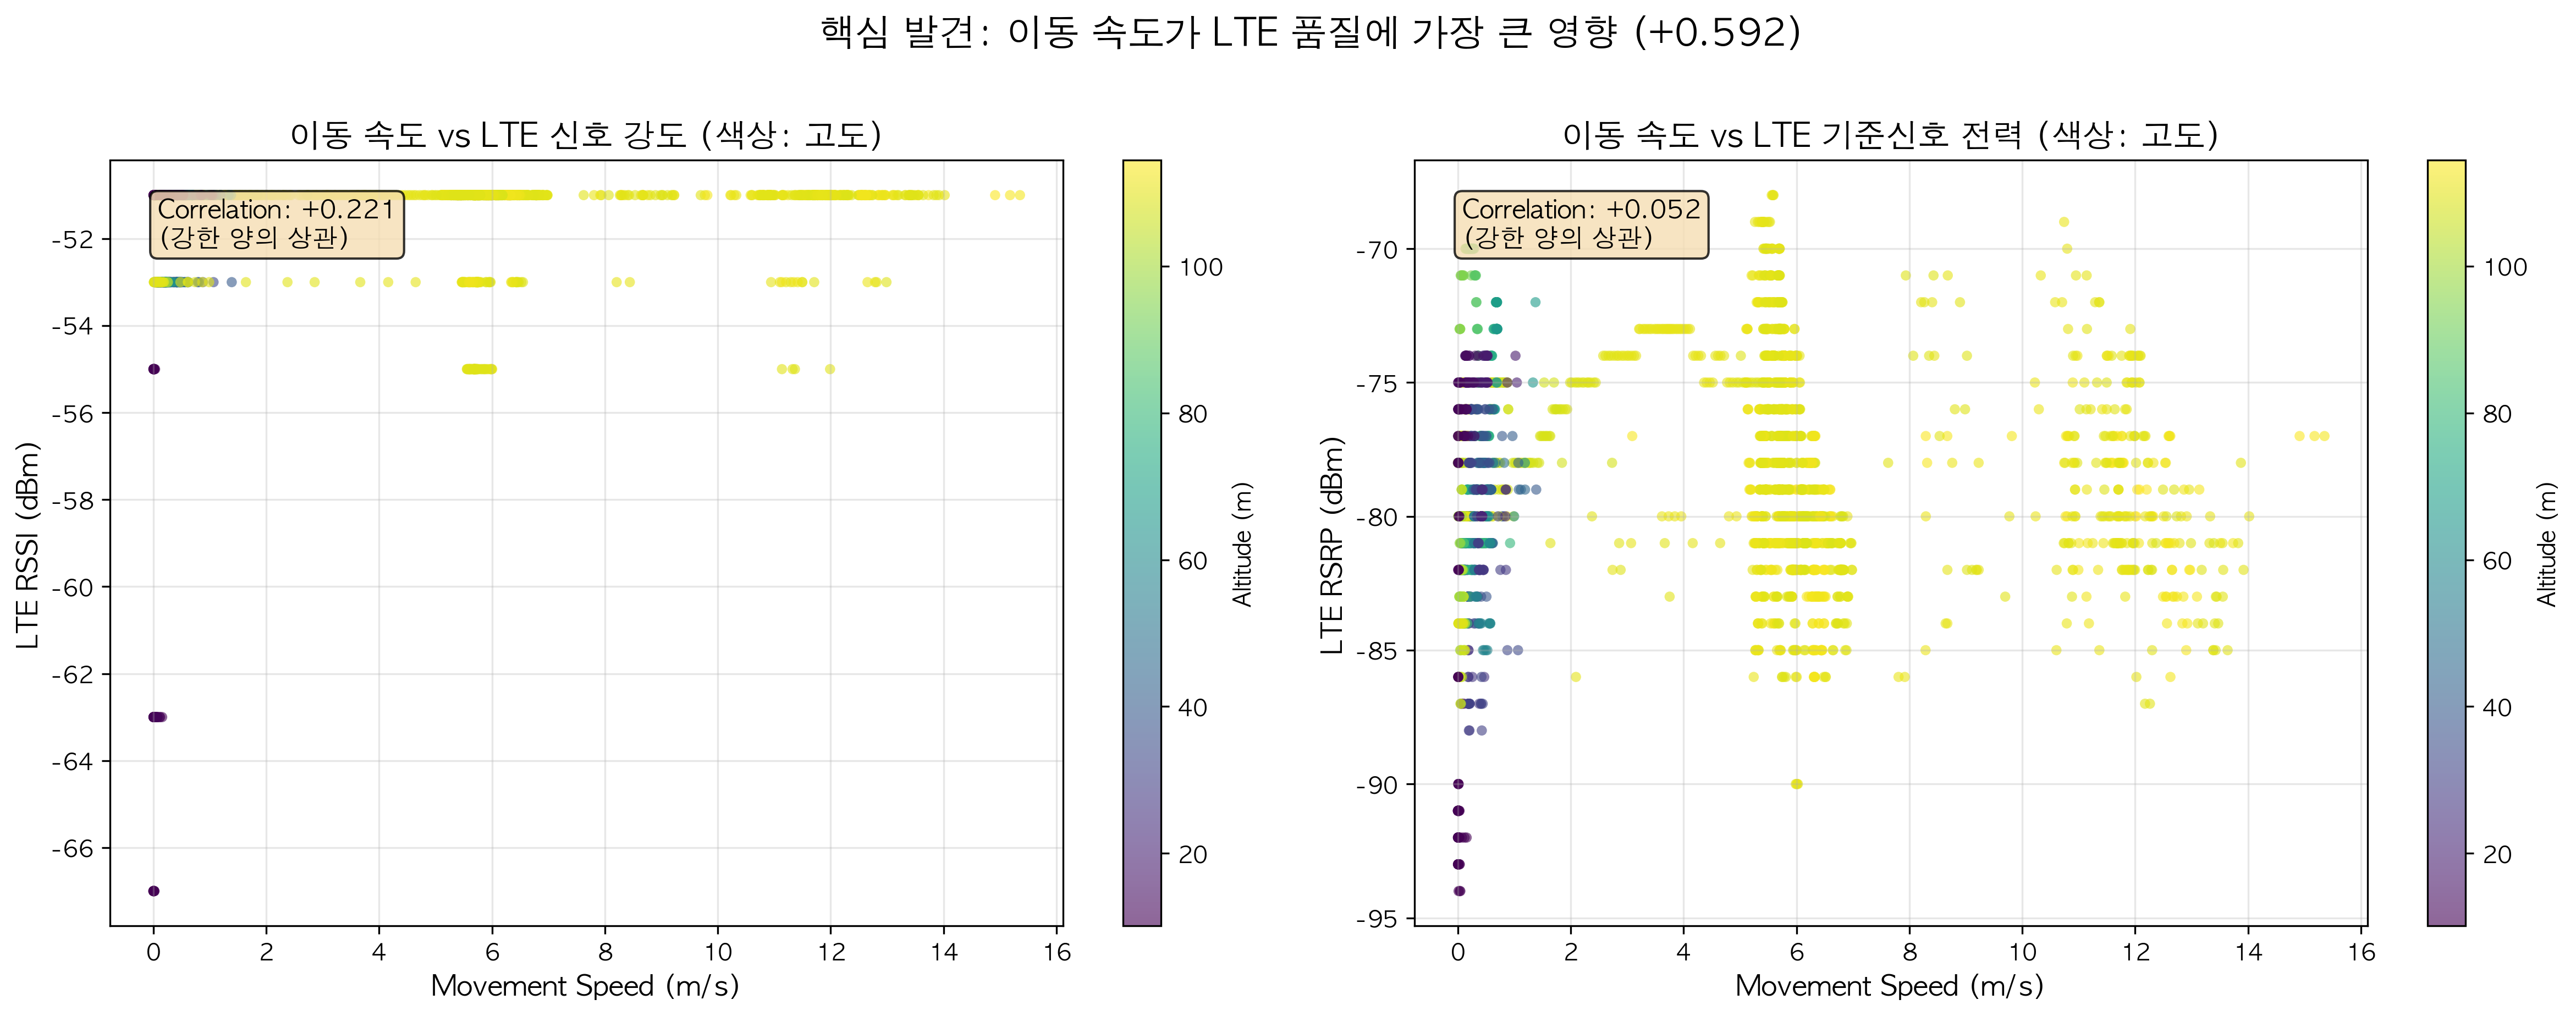 핵심 발견: 이동 속도가 LTE 품질에 가장 큰 영향 (+0.592)
이동 속도 vs LTE 신호 강도 (색상: 고도)
Correlation: +0.221
(강한 양의 상관)
-52
-54
-56
-58
-60
-62
-64
-66
LTE RSSI (dBm)
0 2 4 6 8 10 12 14 16
Movement Speed (m/s)
100
80
60
40
20
Altitude (m)
이동 속도 vs LTE 기준신호 전력 (색상: 고도)
Correlation: +0.052
(강한 양의 상관)
-70
-75
-80
-85
-90
-95
LTE RSRP (dBm)
0 2 4 6 8 10 12 14 16
Movement Speed (m/s)
100
80
60
40
20
Altitude (m)